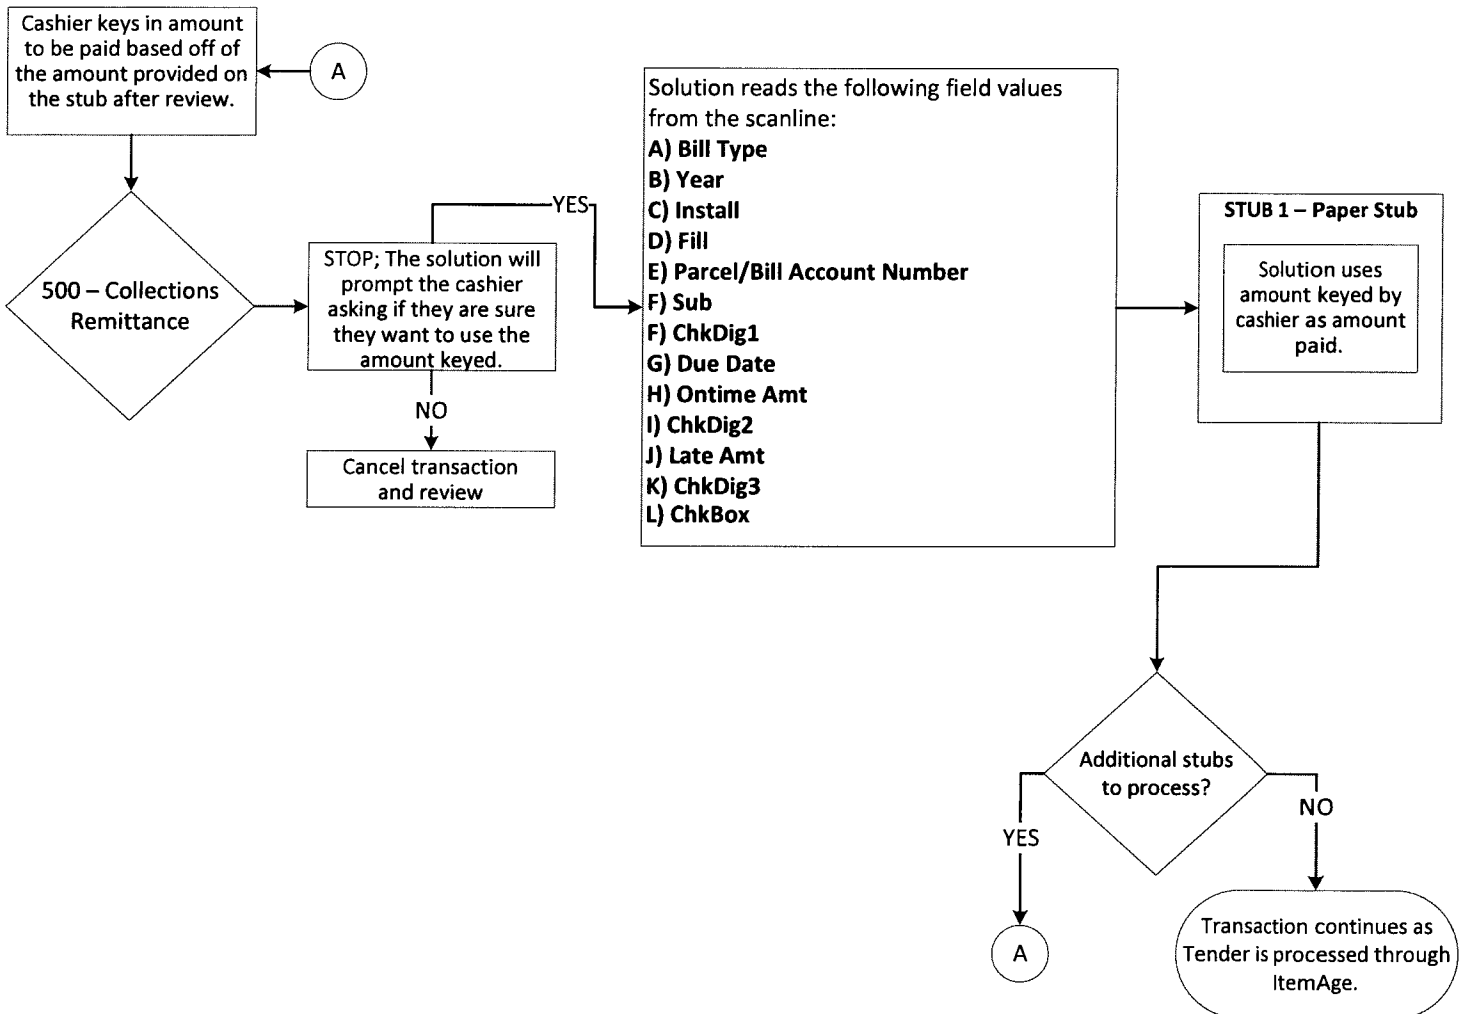 Cashier keys in amount
to be paid based off of
the amount provided on
the stub after review.
A
500 – Collections
Remittance
STOP; The solution will
prompt the cashier
asking if they are sure
they want to use the
amount keyed.
YES
NO
Cancel transaction
and review
Solution reads the following field values
from the scanline:
A) Bill Type
B) Year
C) Install
D) Fill
E) Parcel/Bill Account Number
F) Sub
F) ChkDig1
G) Due Date
H) Ontime Amt
I) ChkDig2
J) Late Amt
K) ChkDig3
L) ChkBox
STUB 1 – Paper Stub
Solution uses
amount keyed by
cashier as amount
paid.
Additional stubs
to process?
YES
A
NO
Transaction continues as
Tender is processed through
ItemAge.